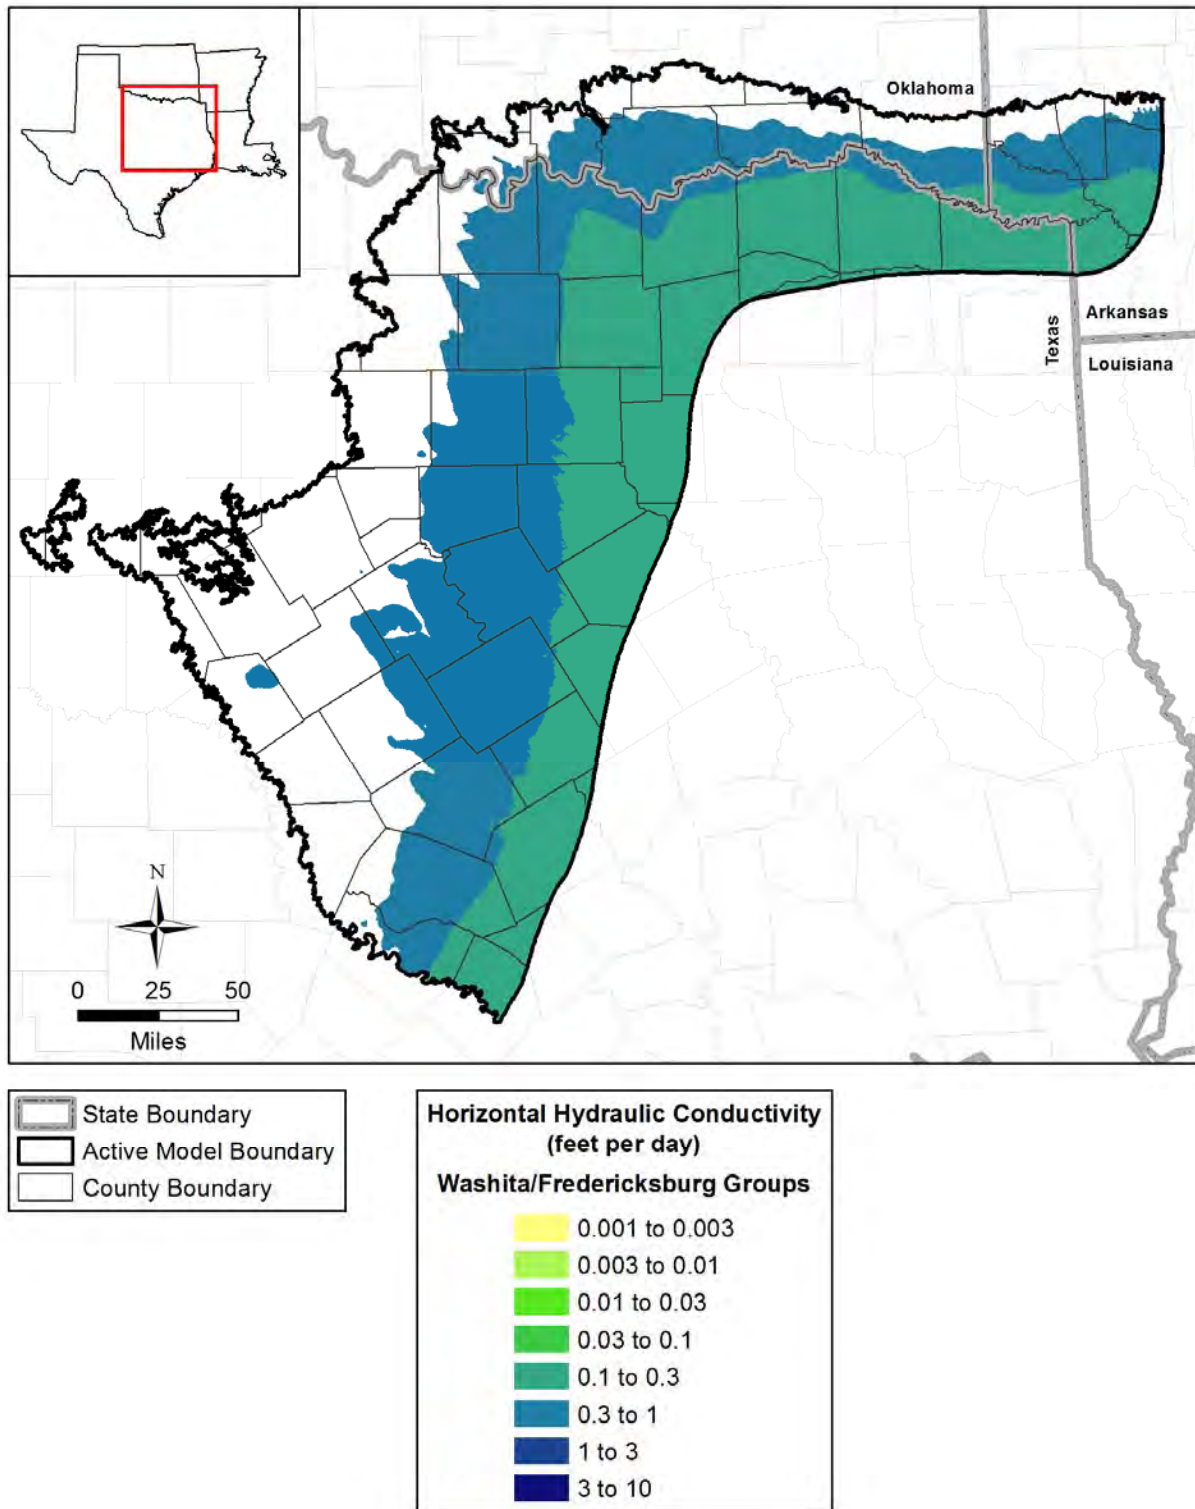 Oklahoma
Texas
Arkansas
Louisiana
N
0 25 50
Miles
State Boundary
Active Model Boundary
County Boundary
Horizontal Hydraulic Conductivity
(feet per day)
Washita/Fredericksburg Groups
0.001 to 0.003
0.003 to 0.01
0.01 to 0.03
0.03 to 0.1
0.1 to 0.3
0.3 to 1
1 to 3
3 to 10